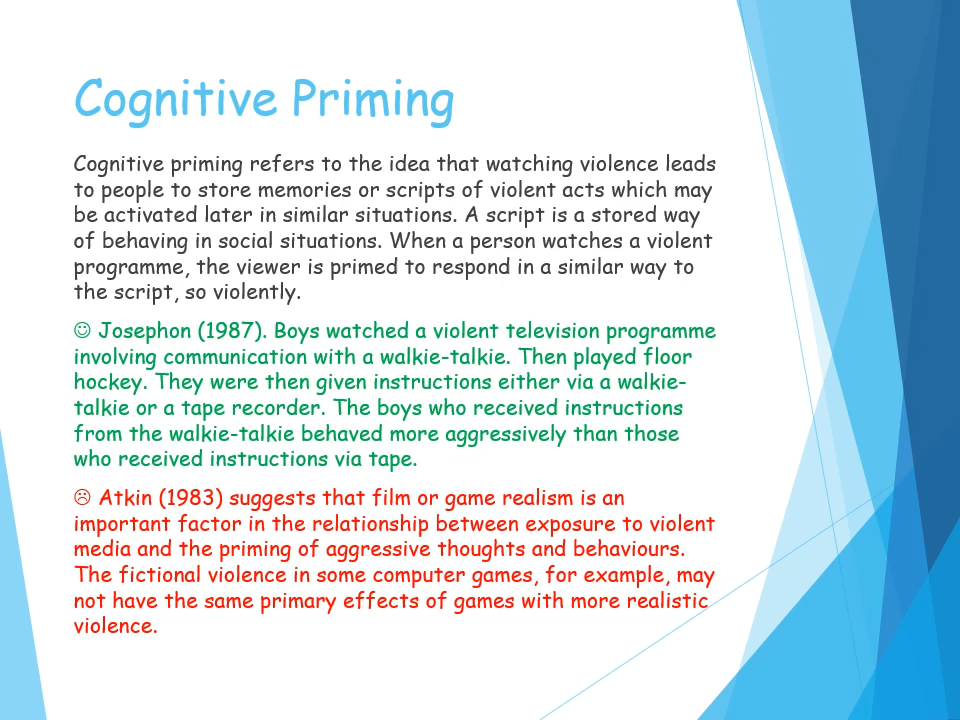 Cognitive Priming
Cognitive priming refers to the idea that watching violence leads
to people to store memories or scripts of violent acts which may
be activated later in similar situations. A script is a stored way
of behaving in social situations. When a person watches a violent
programme, the viewer is primed to respond in a similar way to
the script, so violently.
☺ Josephon (1987). Boys watched a violent television programme
involving communication with a walkie-talkie. Then played floor
hockey. They were then given instructions either via a walkie-
talkie or a tape recorder. The boys who received instructions
from the walkie-talkie behaved more aggressively than those
who received instructions via tape.
☹ Atkin (1983) suggests that film or game realism is an
important factor in the relationship between exposure to violent
media and the priming of aggressive thoughts and behaviours.
The fictional violence in some computer games, for example, may
not have the same primary effects of games with more realistic
violence.